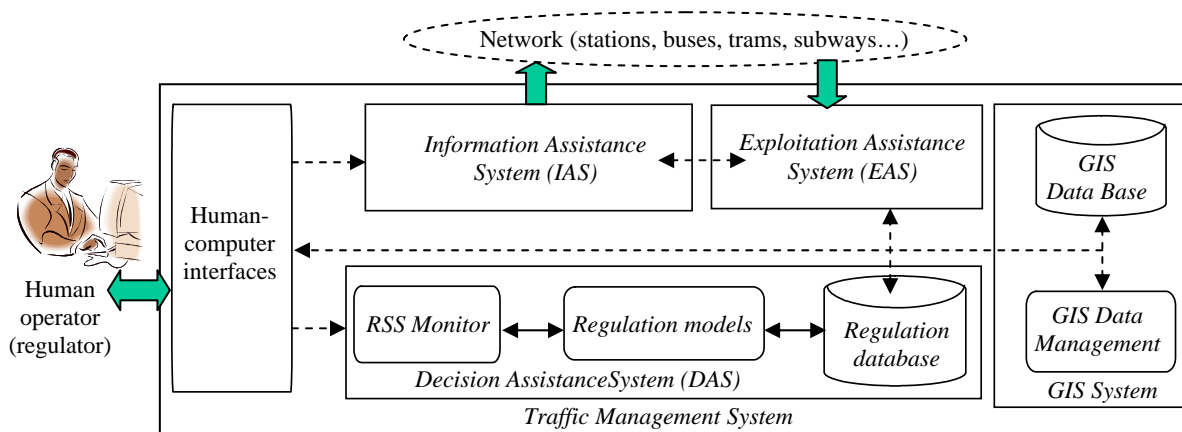 Network (stations, buses, trams, subways…)
Information Assistance
System (IAS)
Exploitation Assistance
System (EAS)
GIS
Data Base
Human-
computer
interfaces
Human
operator
(regulator)
RSS Monitor
Regulation models
Regulation
database
Decision AssistanceSystem (DAS)
GIS Data
Management
GIS System
Traffic Management System